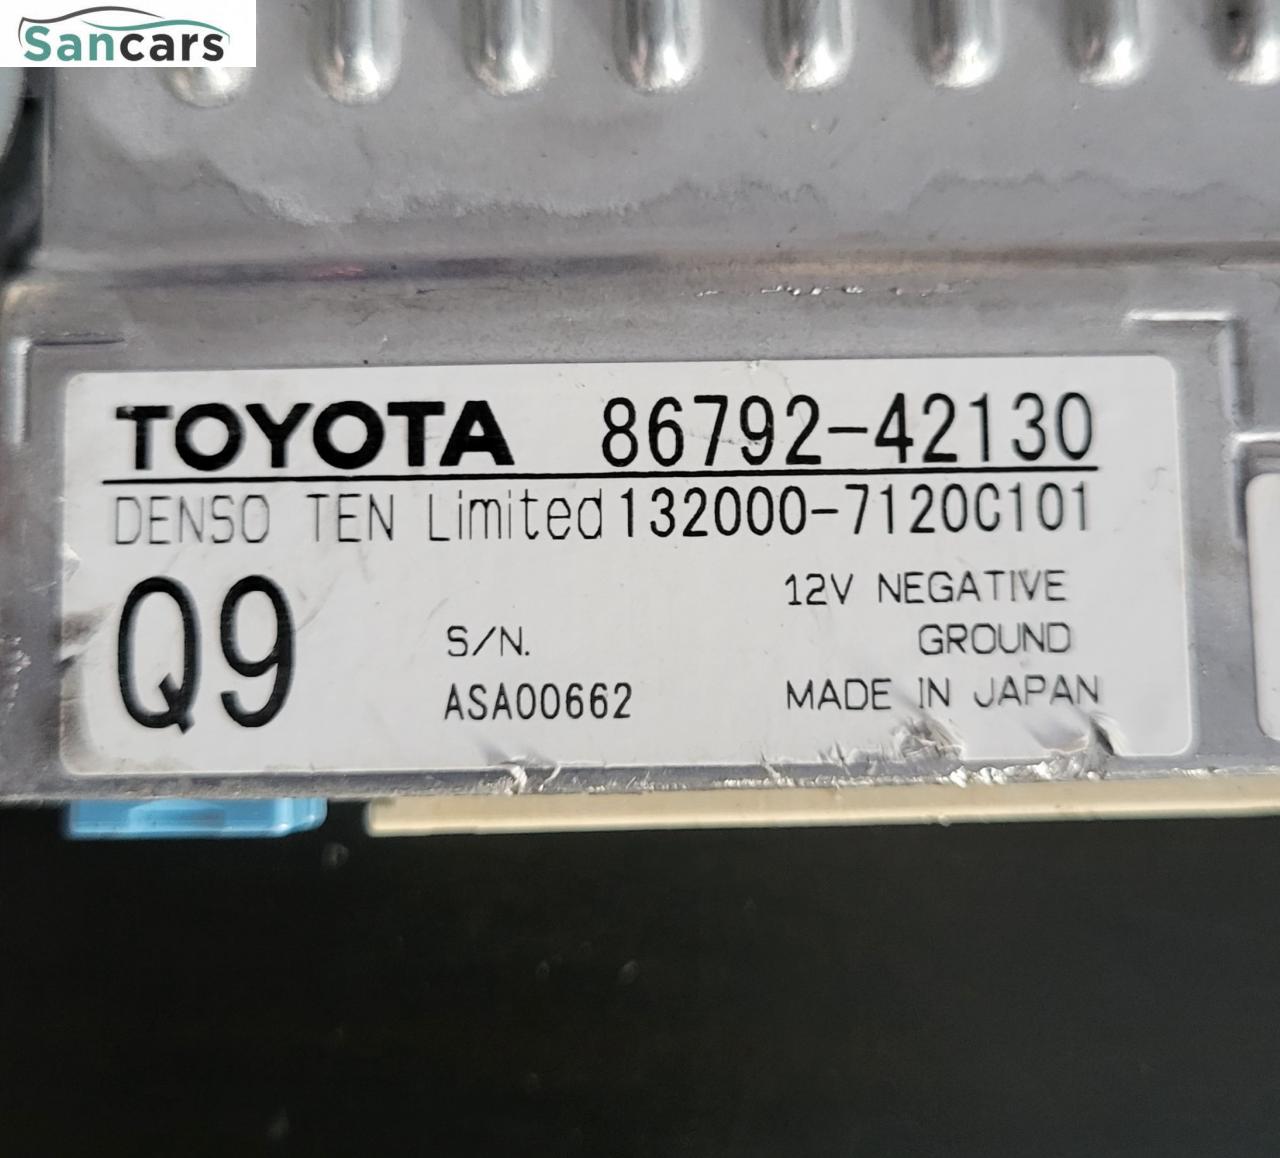 Sancars
TOYOTA 86792-42130
DENSO TEN Limited 132000-7120C101
Q9
S/N.
ASA00662
12V NEGATIVE
GROUND
MADE IN JAPAN